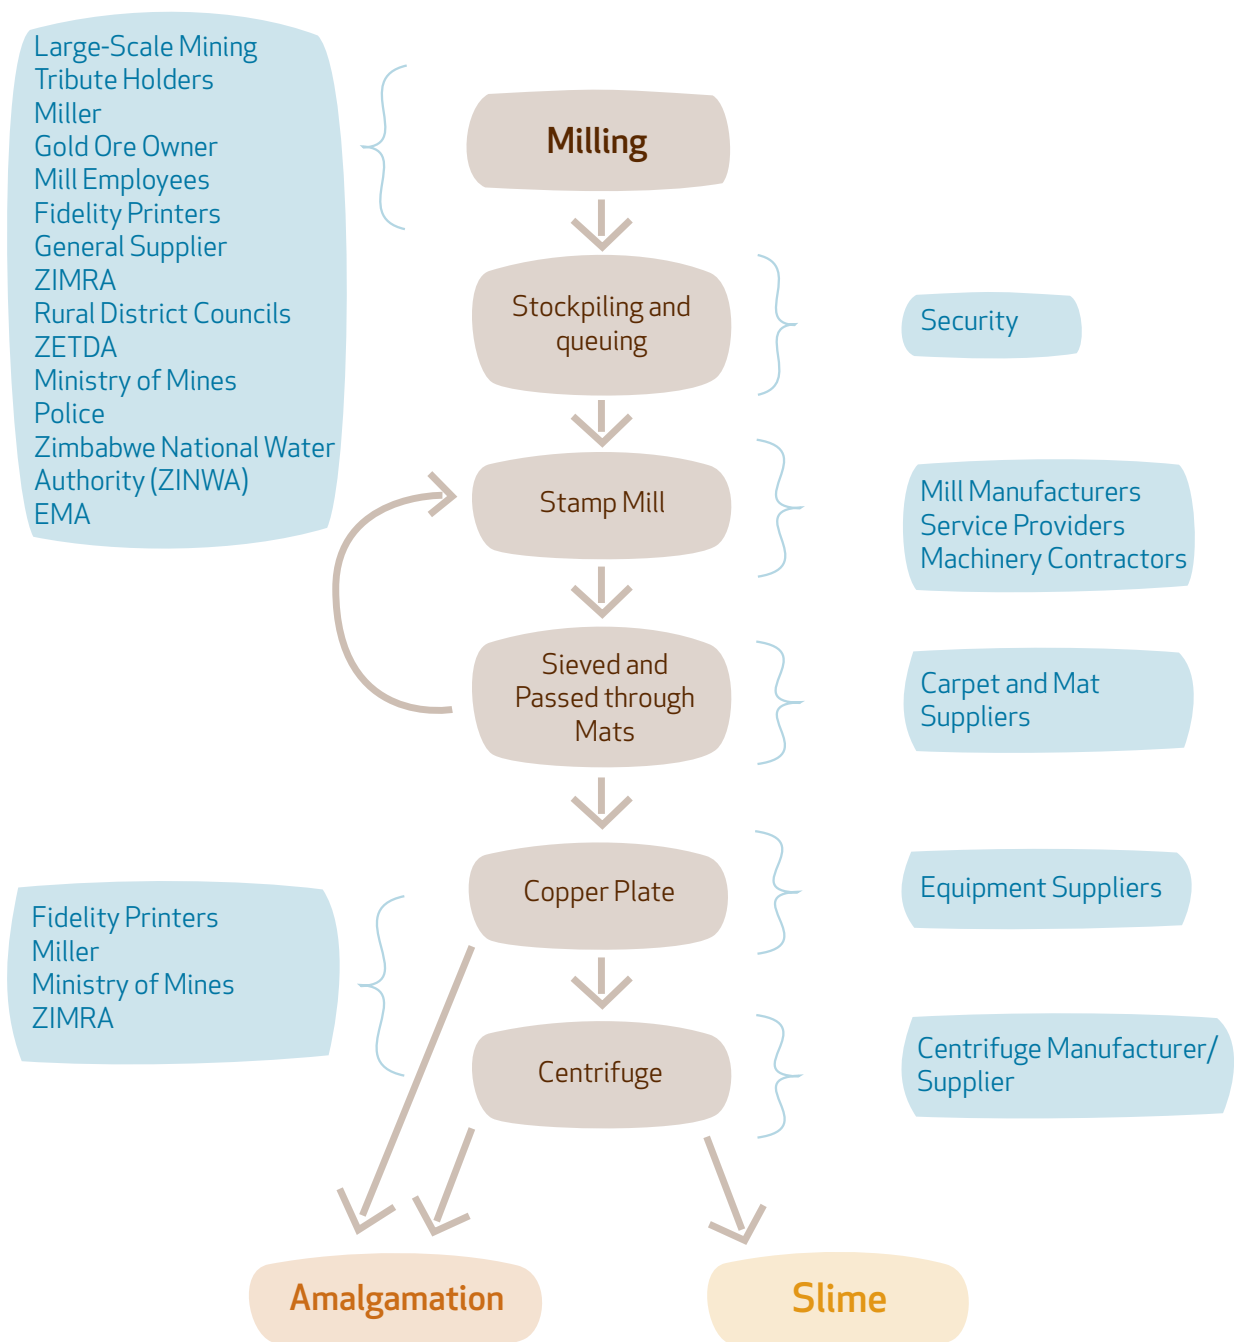 Large-Scale Mining
Tribute Holders
Miller
Gold Ore Owner
Mill Employees
Fidelity Printers
General Supplier
ZIMRA
Rural District Councils
ZETDA
Ministry of Mines
Police
Zimbabwe National Water
Authority (ZINWA)
EMA
Milling
Stockpiling and
queuing
Security
Stamp Mill
Mill Manufacturers
Service Providers
Machinery Contractors
Sieved and
Passed through
Mats
Carpet and Mat
Suppliers
Copper Plate
Equipment Suppliers
Fidelity Printers
Miller
Ministry of Mines
ZIMRA
Centrifuge
Centrifuge Manufacturer/
Supplier
Amalgamation
Slime